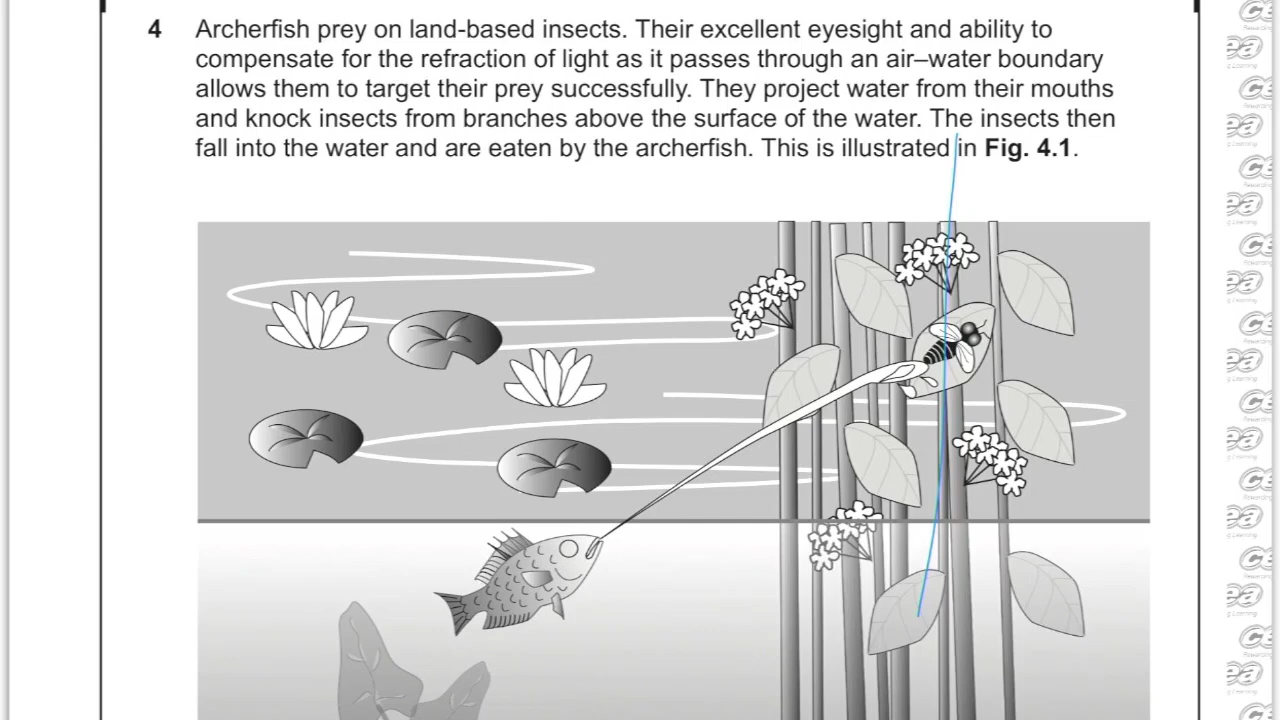 4 Archerfish prey on land-based insects. Their excellent eyesight and ability to
compensate for the refraction of light as it passes through an air–water boundary
allows them to target their prey successfully. They project water from their mouths
and knock insects from branches above the surface of the water. The insects then
fall into the water and are eaten by the archerfish. This is illustrated in Fig. 4.1.